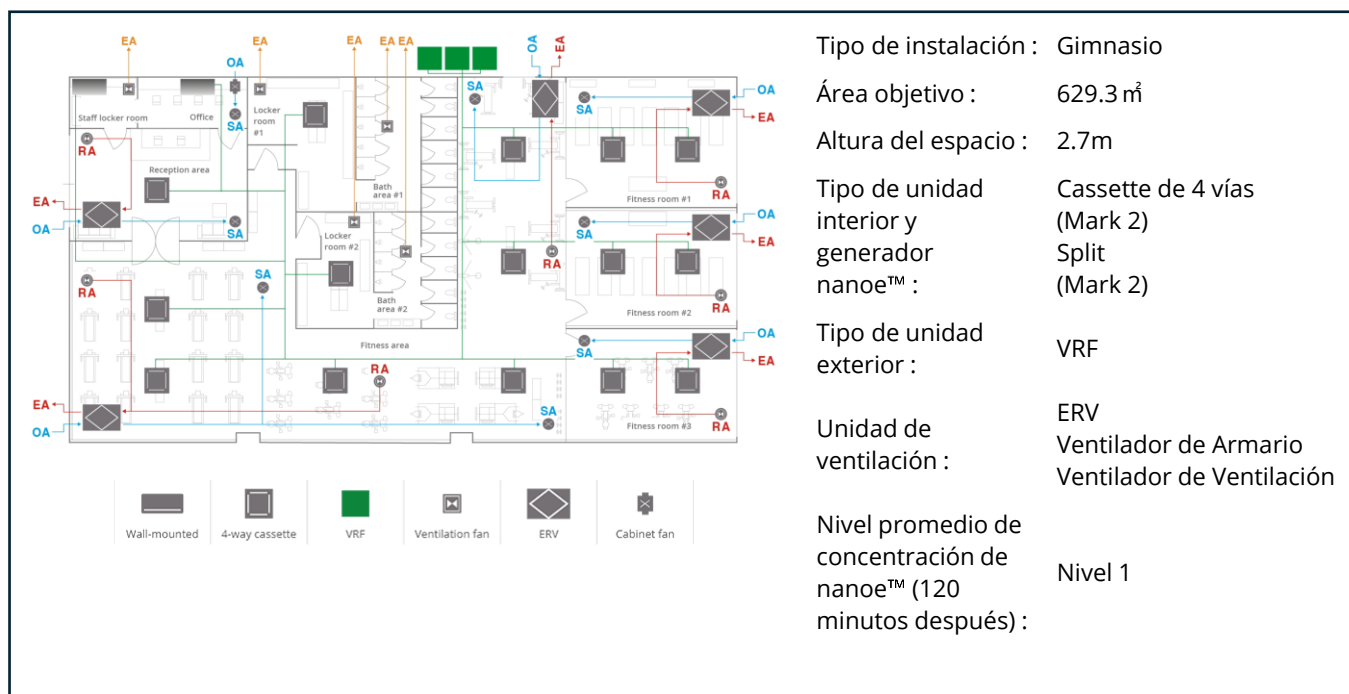 EA
EA
EA
EA
EA
OA
OA
EA
SA
SA
OA
EA
Staff locker room
Office
SA
Locker
room
#1
RA
Reception area
Bath
area #1
Fitness room #1
RA
EA
OA
SA
Locker
room #2
SA
OA
EA
RA
RA
SA
Bath
area #2
Fitness room #2
RA
Fitness area
SA
OA
EA
RA
EA
OA
SA
Fitness room #3
RA
Wall-mounted
4-way cassette
VRF
Ventilation fan
ERV
Cabinet fan
Tipo de instalación : Gimnasio
Área objetivo : 629.3 ㎡
Altura del espacio : 2.7m
Tipo de unidad
interior y
generador
nanoe™ :
Cassette de 4 vías
(Mark 2)
Split
(Mark 2)
Tipo de unidad
exterior :
VRF
Unidad de
ventilación :
ERV
Ventilador de Armario
Ventilador de Ventilación
Nivel promedio de
concentración de
nanoe™ (120
minutos después) :
Nivel 1